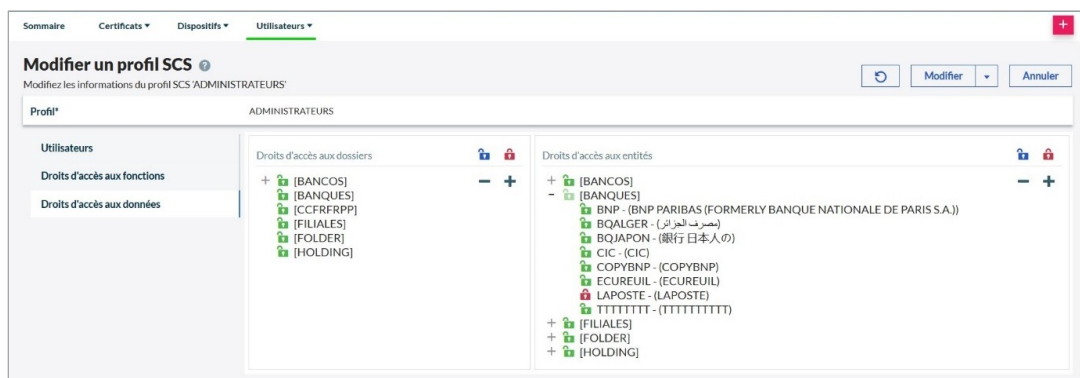 Sommaire Certificats Dispositifs Utilisateurs
Modifier un profil SCS
Modifiez les informations du profil SCS 'ADMINISTRATEURS'
Modifier Annuler
Profil* ADMINISTRATEURS
Utilisateurs
Droits d'accès aux fonctions
Droits d'accès aux données
Droits d'accès aux dossiers
[BANCOS]
[BANQUES]
[CCFRFRPP]
[FILIALES]
[FOLDER]
[HOLDING]
Droits d'accès aux entités
[BANCOS]
[BANQUES]
BNP - (BNP PARIBAS (FORMERLY BANQUE NATIONALE DE PARIS S.A.))
BQALGER - (مصرف الجزائر)
BQJAPON - (銀行 日本人の)
CIC - (CIC)
COPYBNP - (COPYBNP)
ECUREUIL - (ECUREUIL)
LAPOSTE - (LAPOSTE)
TTTTTTTT - (TTTTTTTTTT)
[FILIALES]
[FOLDER]
[HOLDING]